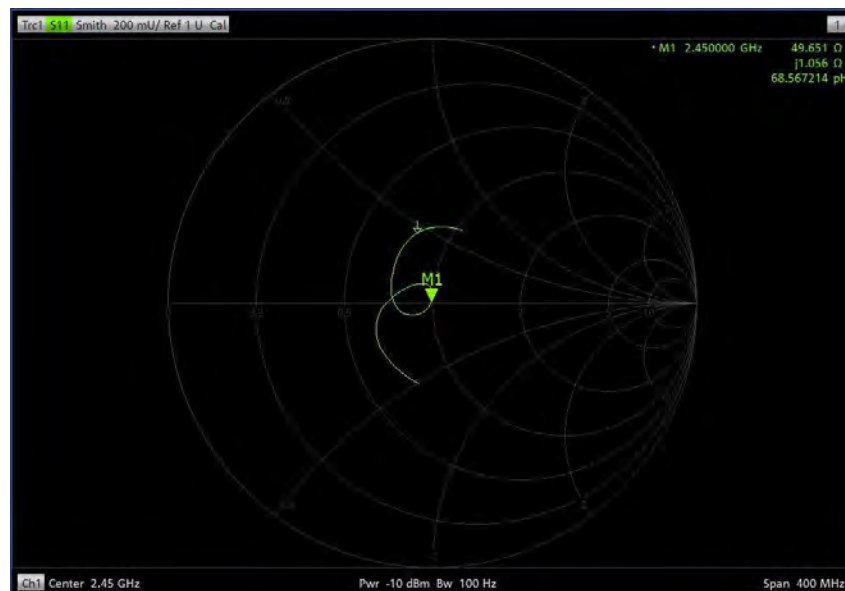 Trc1 S11 Smith 200 mU/ Ref 1 U Cal
1
• M1 2.450000 GHz 49.651 Ω
j1.056 Ω
68.567214 pH
M1
Ch1 Center 2.45 GHz Pwr -10 dBm Bw 100 Hz Span 400 MHz